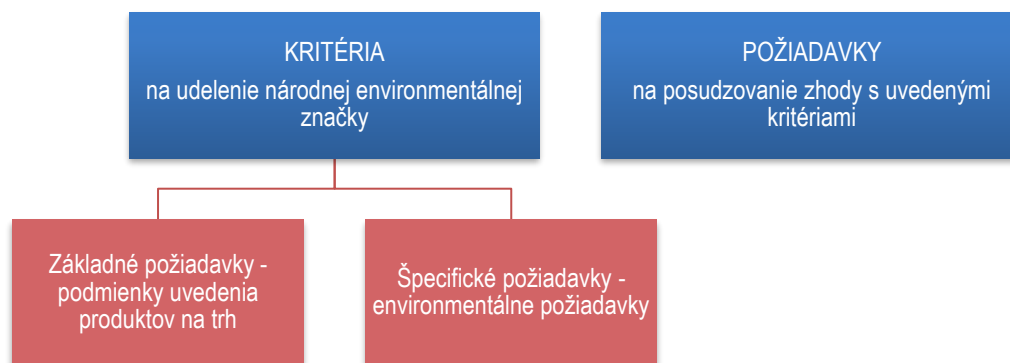 KRITÉRIA
na udelenie národnej environmentálnej
značky
POŽIADAVKY
na posudzovanie zhody s uvedenými
kritériami
Základné požiadavky -
podmienky uvedenia
produktov na trh
Špecifické požiadavky -
environmentálne požiadavky